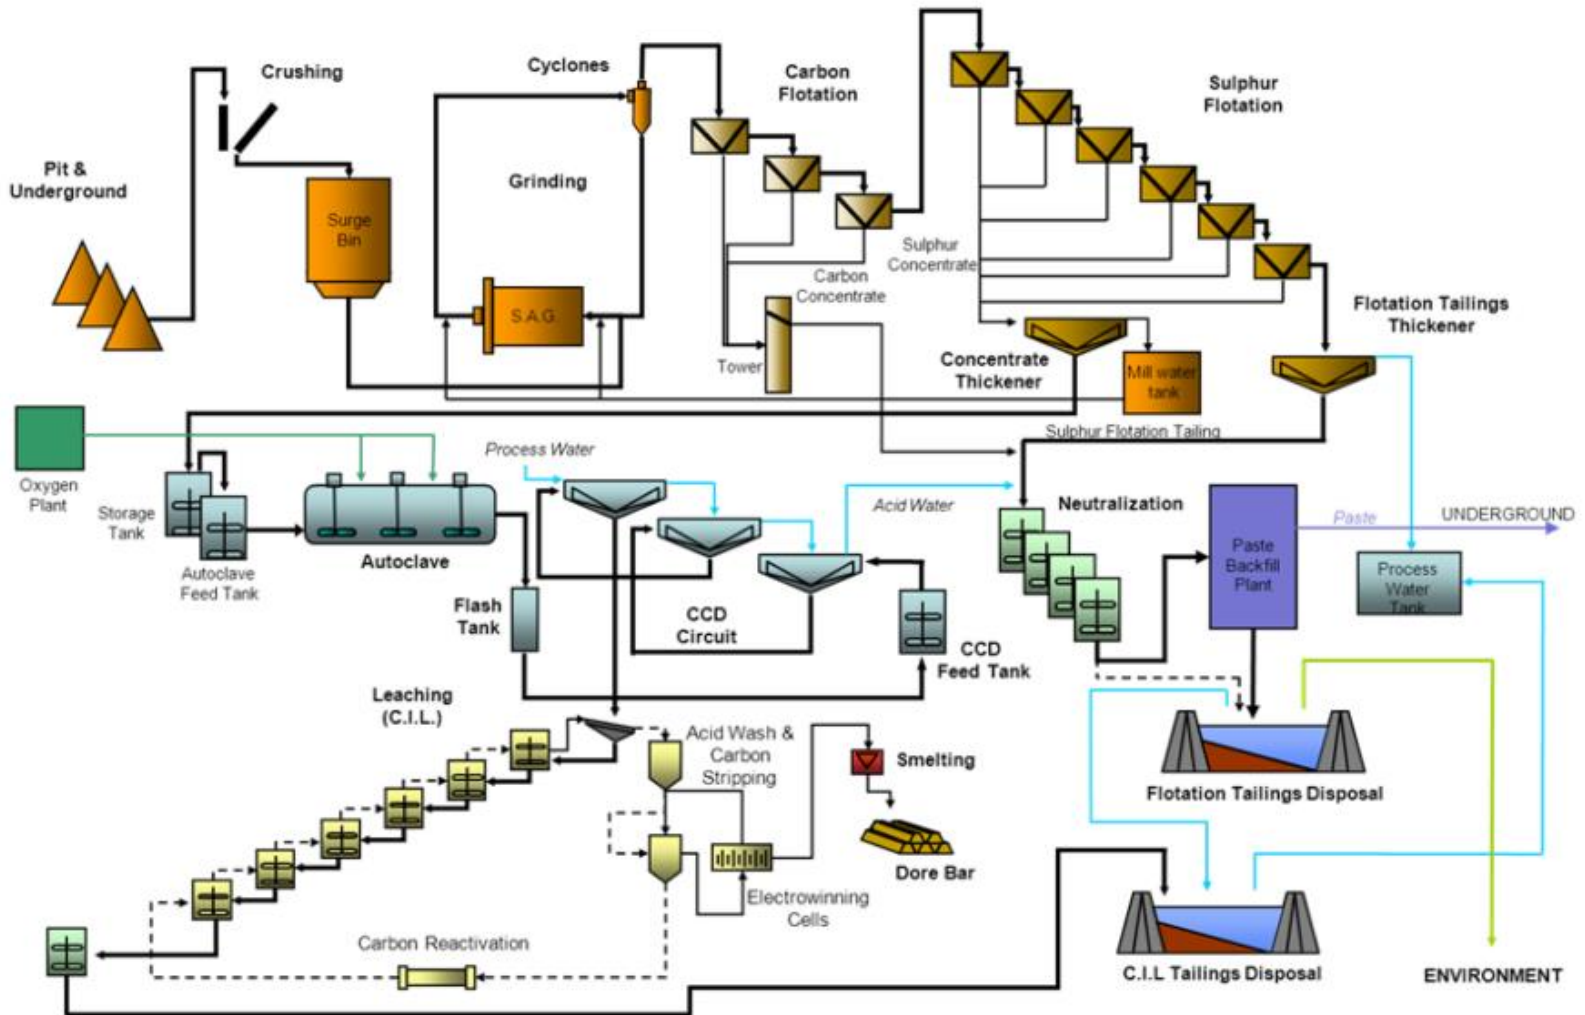 Crushing
Cyclones
Carbon
Flotation
Sulphur
Flotation
Pit &
Underground
Grinding
Surge
Bin
S.A.G.
Sulphur
Concentrate
Carbon
Concentrate
Flotation Tailings
Thickener
Tower
Concentrate
Thickener
Mill water
tank
Sulphur Flotation Tailing
Oxygen
Plant
Process Water
Storage
Tank
Acid Water
Neutralization
Paste
UNDERGROUND
Autoclave
Autoclave
Feed Tank
Paste
Backfill
Plant
Process
Water
Tank
Flash
Tank
CCD
Circuit
CCD
Feed Tank
Leaching
(C.I.L.)
Acid Wash &
Carbon
Stripping
Smelting
Flotation Tailings Disposal
Dore Bar
Electrowinning
Cells
Carbon Reactivation
C.I.L Tailings Disposal
ENVIRONMENT